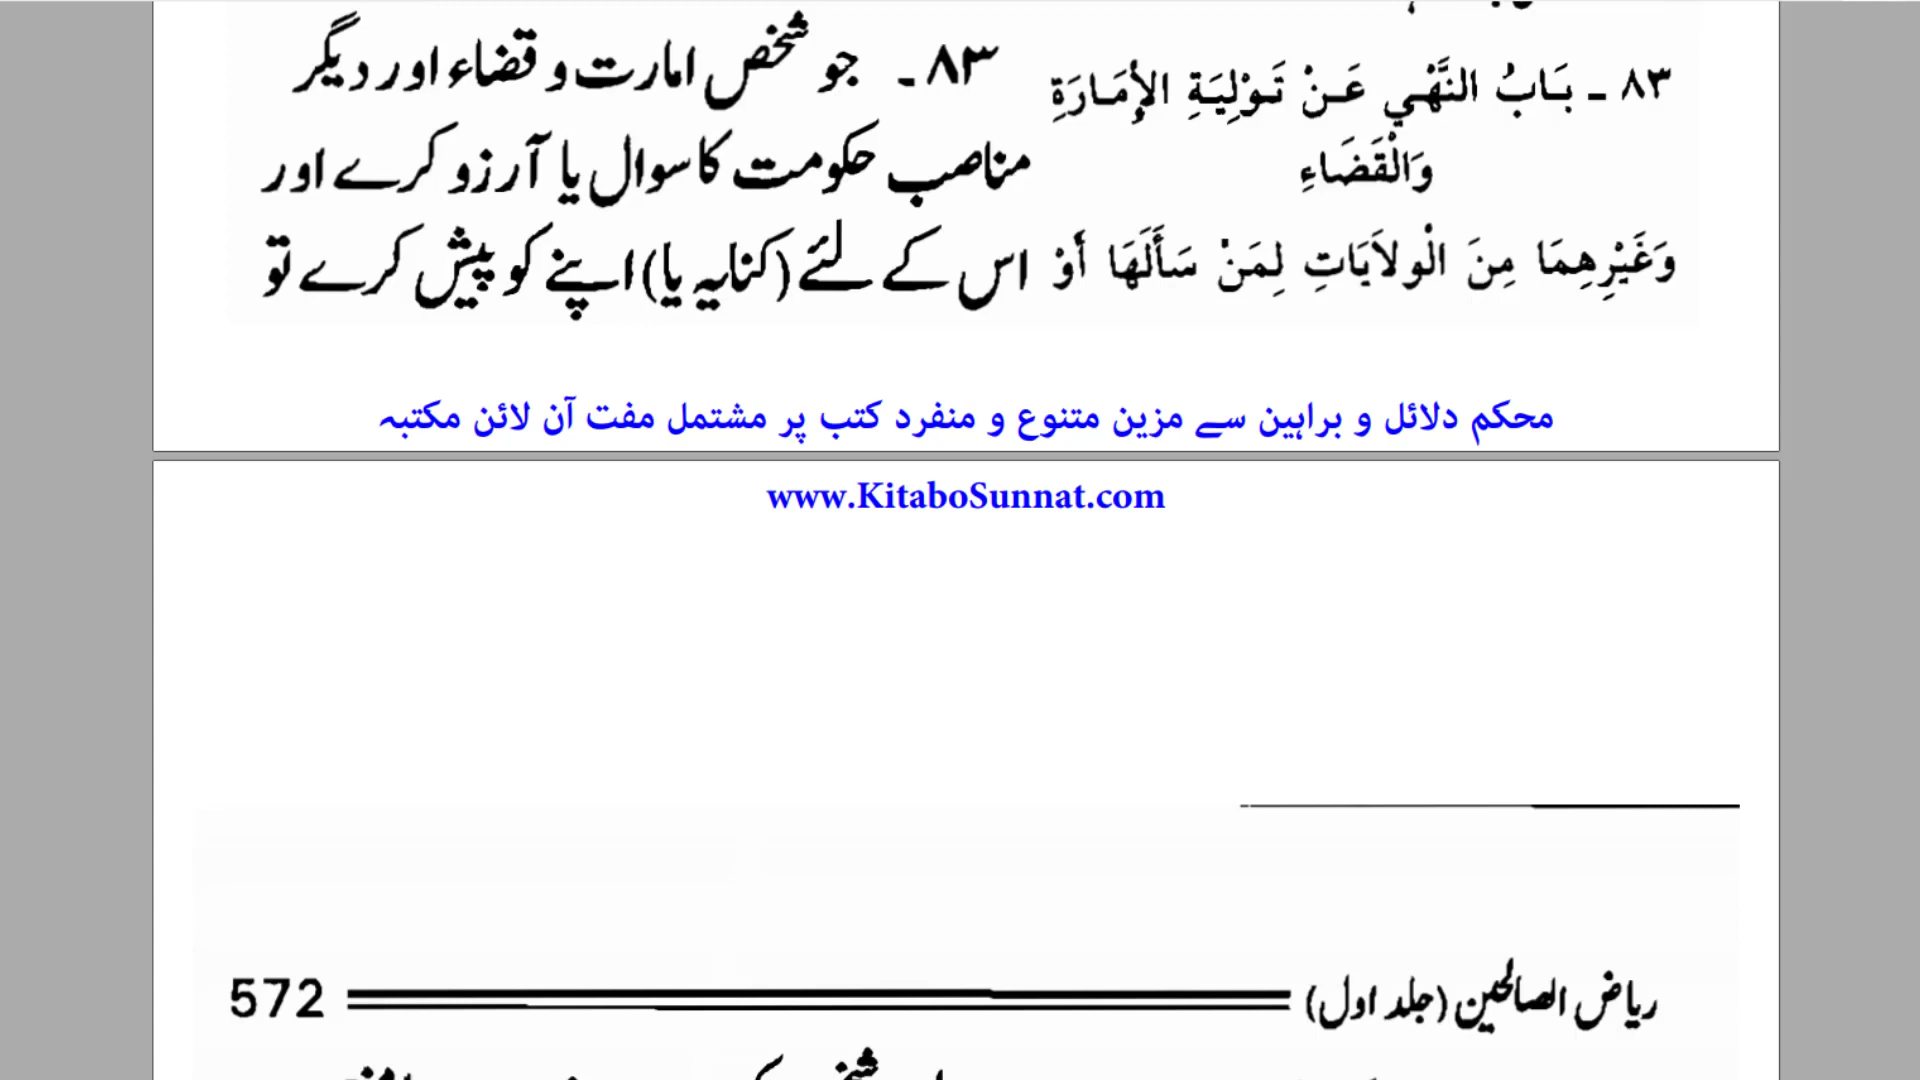 ٨٣ ـ بَابُ النَّهْيِ عَنْ تَوْلِيَةِ الإِمَارَةِ
وَالْقَضَاءِ
وَغَيْرِهِمَا مِنَ الْوِلاَيَاتِ لِمَنْ سَأَلَهَا أَوْ
٨٣۔ جو شخص امارت و قضاء اور دیگر
مناصب حکومت کا سوال یا آرزو کرے اور
اس کے لئے (کنایہ یا) اپنے کو پیش کرے تو
محکم دلائل و براہین سے مزین متنوع و منفرد کتب پر مشتمل مفت آن لائن مکتبہ
www.KitaboSunnat.com
ریاض الصالحین (جلد اول) 572